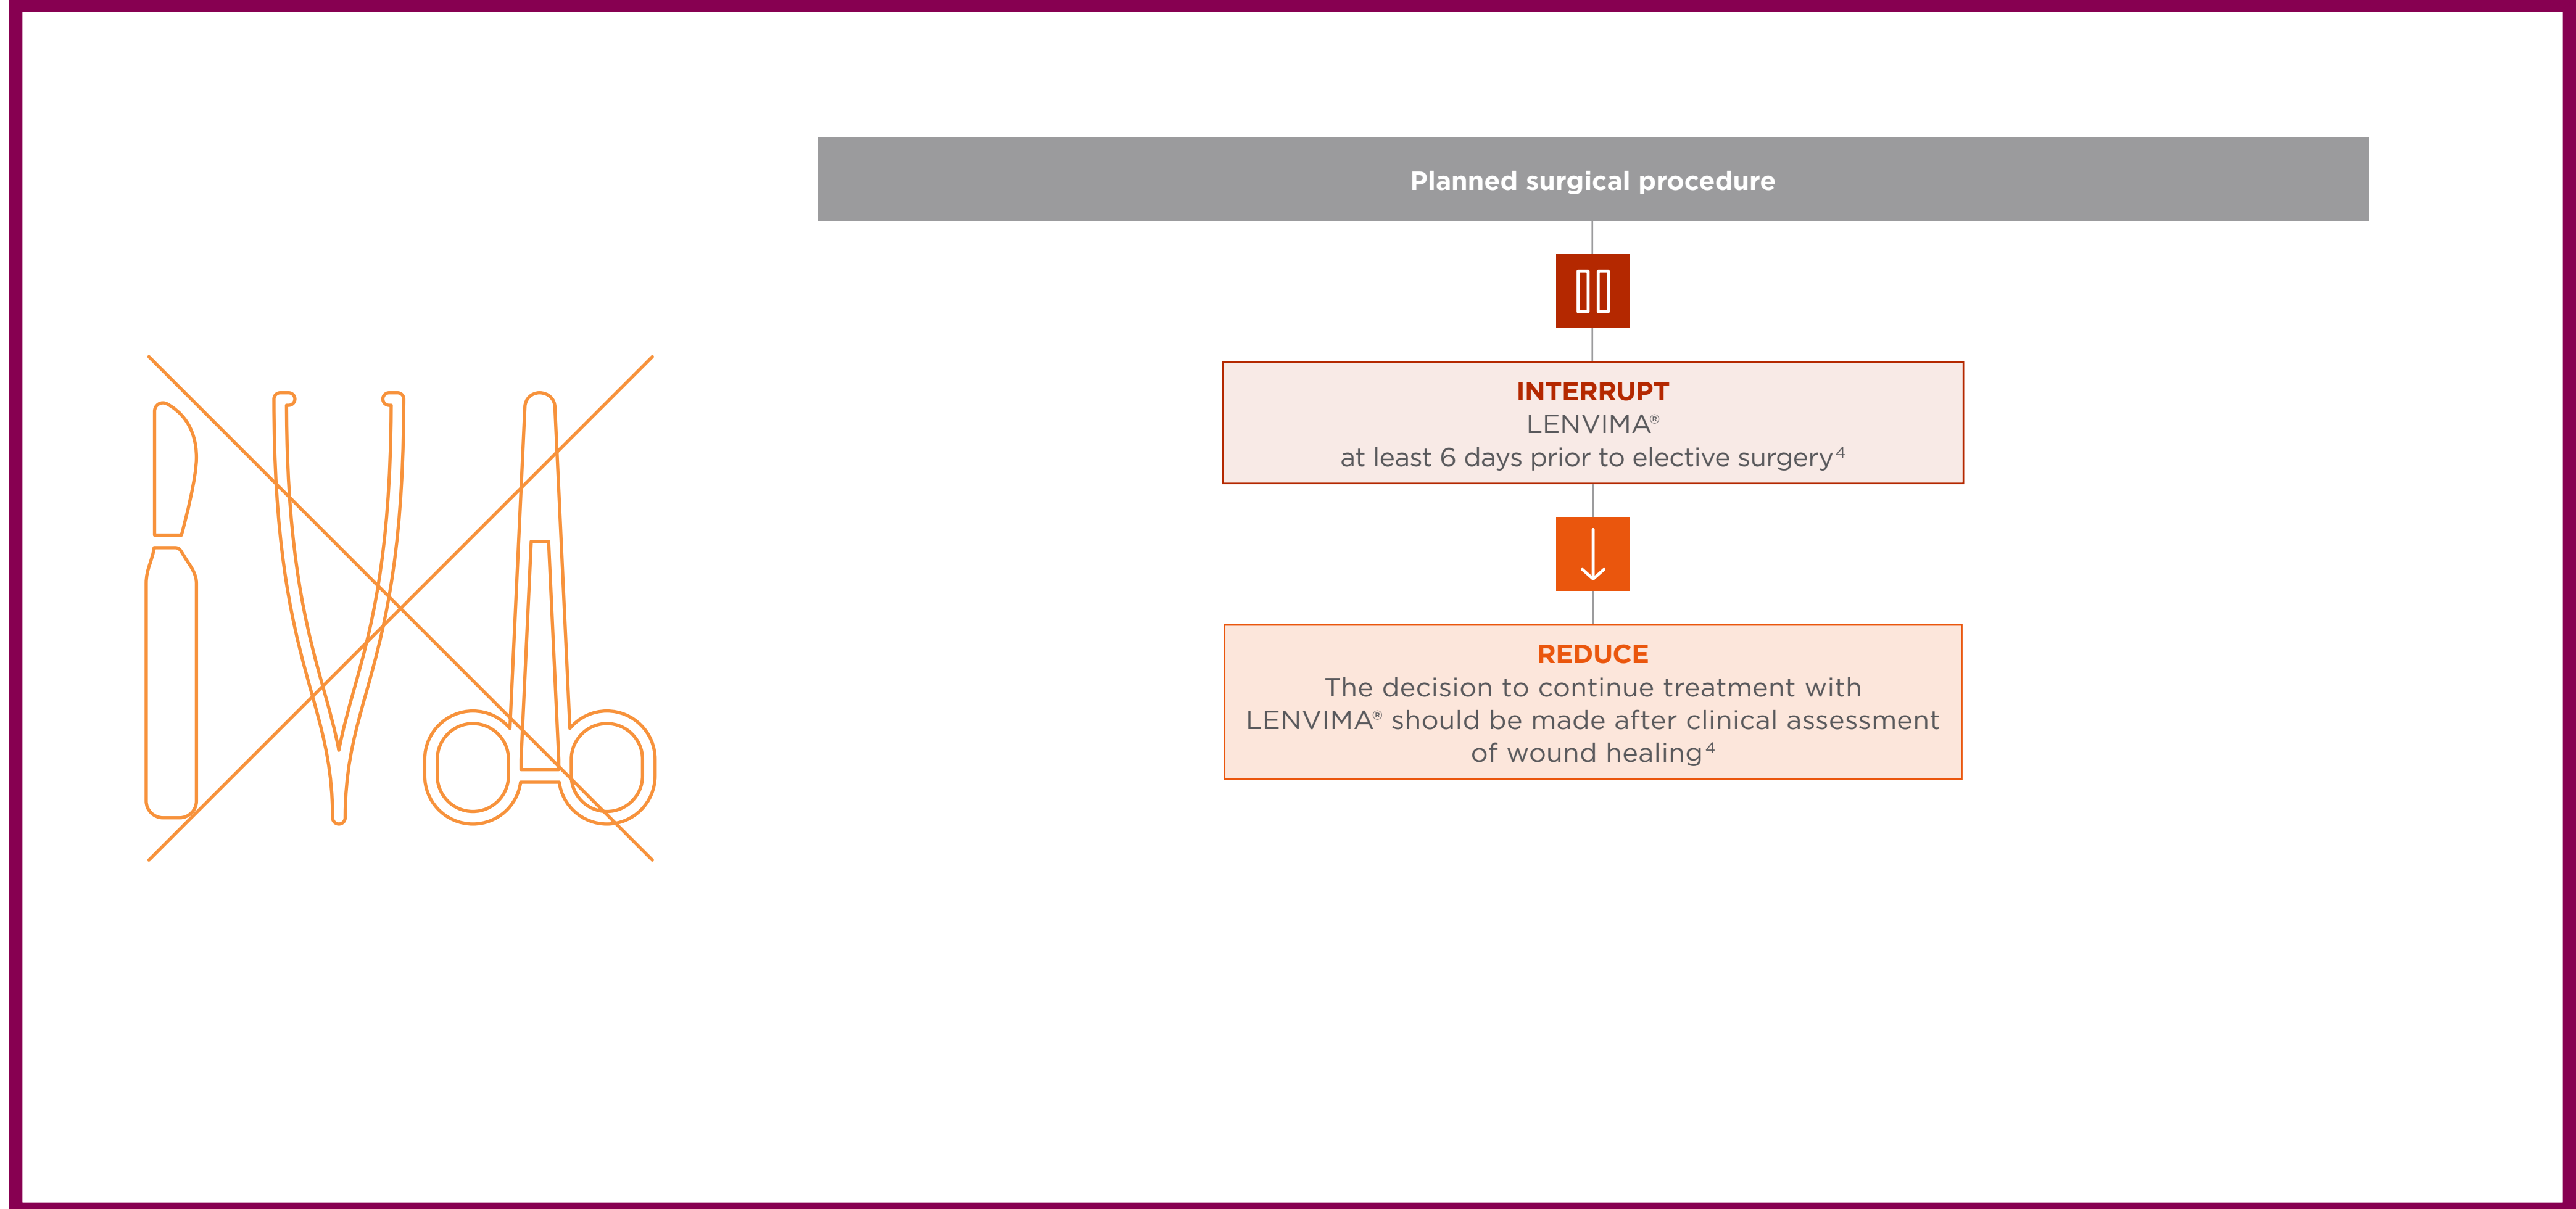 Planned surgical procedure
INTERRUPT
LENVIMA®
at least 6 days prior to elective surgery⁴
REDUCE
The decision to continue treatment with
LENVIMA® should be made after clinical assessment
of wound healing⁴